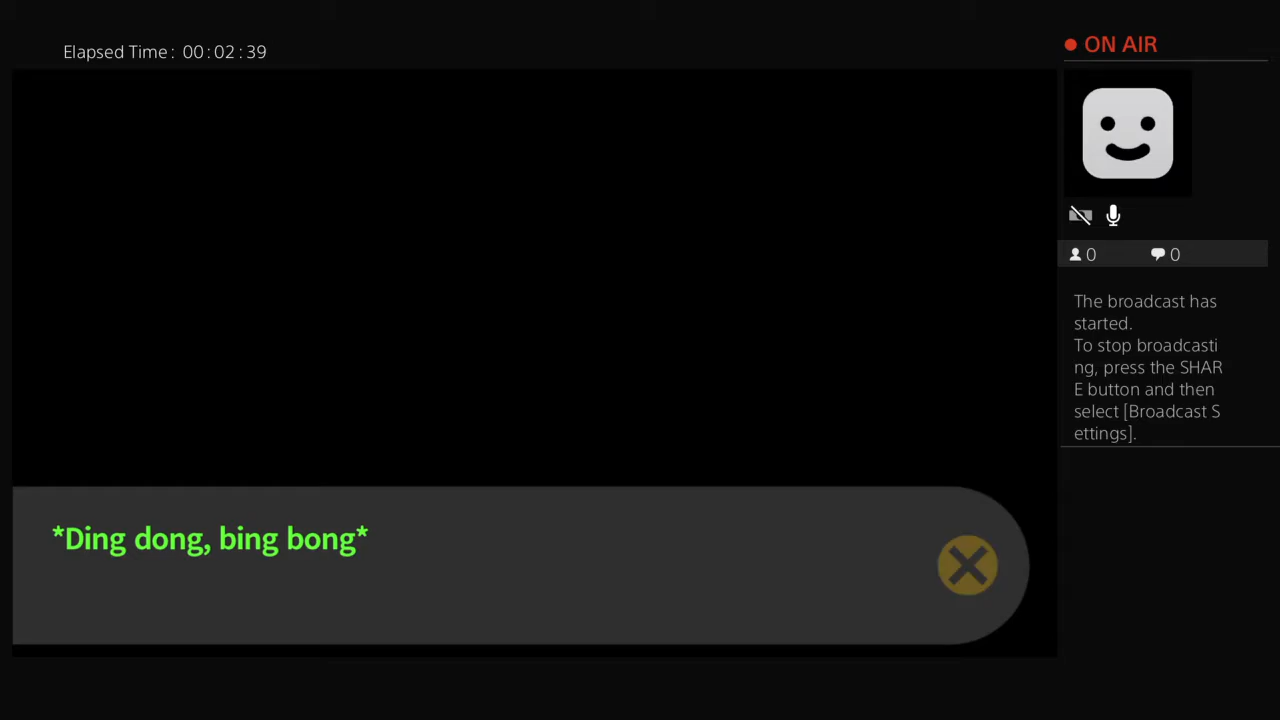 Elapsed Time: 00:02:39
ON AIR
0 0
The broadcast has
started.
To stop broadcasti
ng, press the SHAR
E button and then
select [Broadcast S
ettings].
*Ding dong, bing bong*